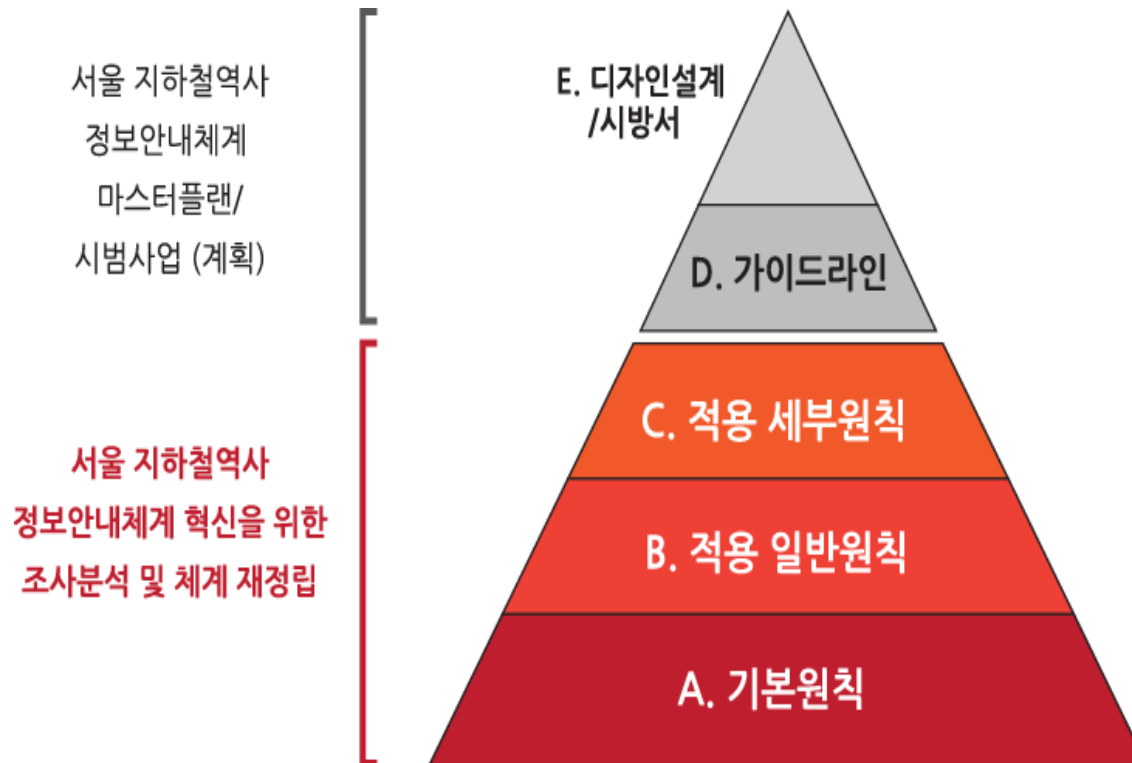 서울 지하철역사
정보안내체계
마스터플랜/
시범사업 (계획)
E. 디자인설계
/시방서
D. 가이드라인
서울 지하철역사
정보안내체계 혁신을 위한
조사분석 및 체계 재정립
C. 적용 세부원칙
B. 적용 일반원칙
A. 기본원칙